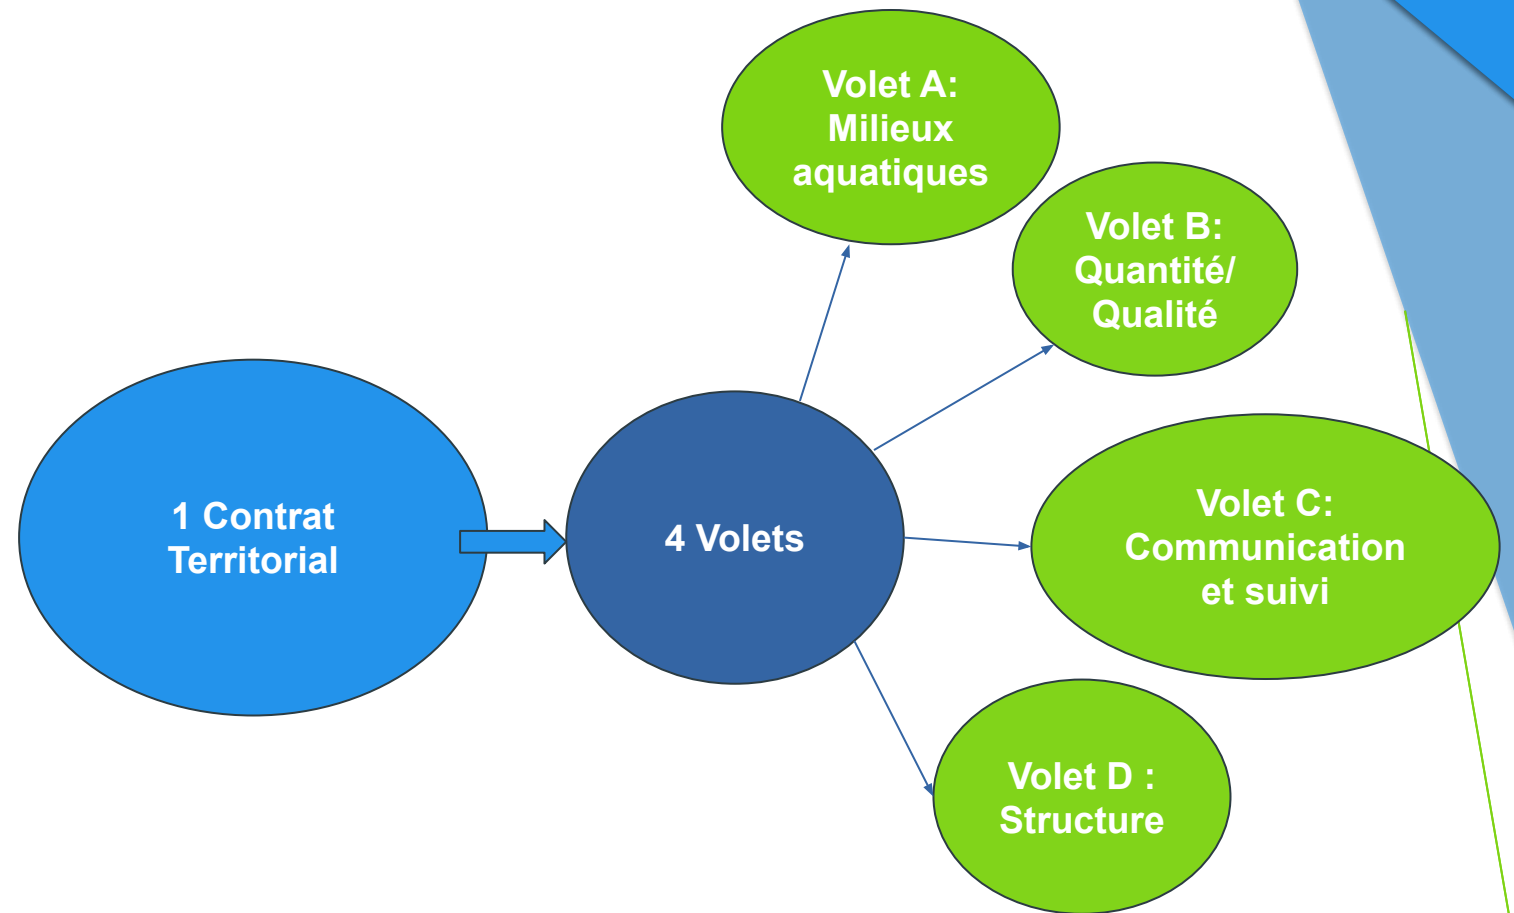 1 Contrat
Territorial
4 Volets
Volet A:
Milieux
aquatiques
Volet B:
Quantité/
Qualité
Volet C:
Communication
et suivi
Volet D :
Structure